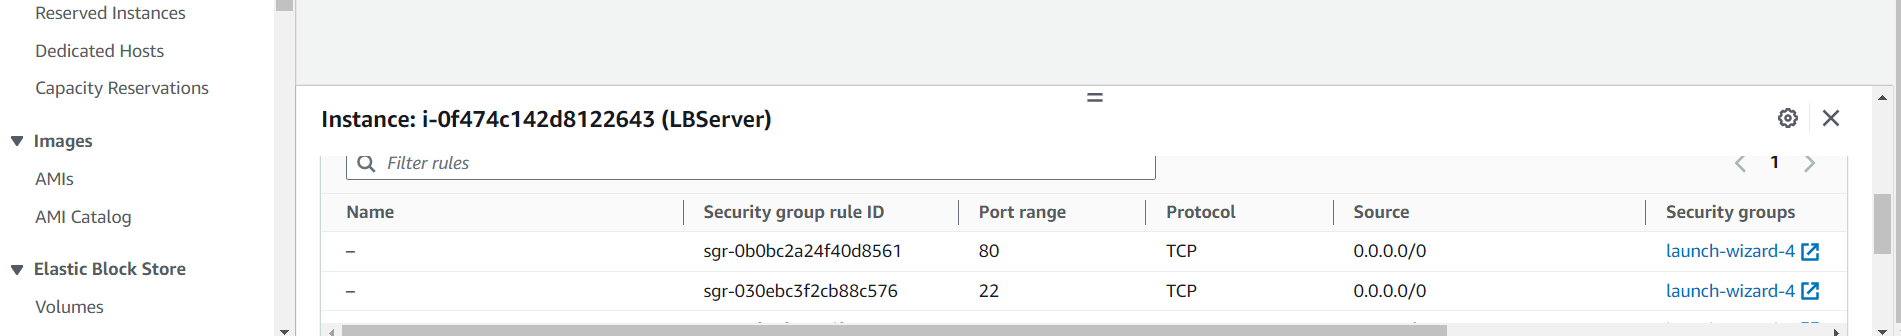 Reserved Instances
Dedicated Hosts
Capacity Reservations
Images
AMIs
AMI Catalog
Elastic Block Store
Volumes
Instance: i-0f474c142d8122643 (LBServer)
Filter rules
1
Name Security group rule ID Port range Protocol Source Security groups
– sgr-0b0bc2a24f40d8561 80 TCP 0.0.0.0/0 launch-wizard-4
– sgr-030ebc3f2cb88c576 22 TCP 0.0.0.0/0 launch-wizard-4